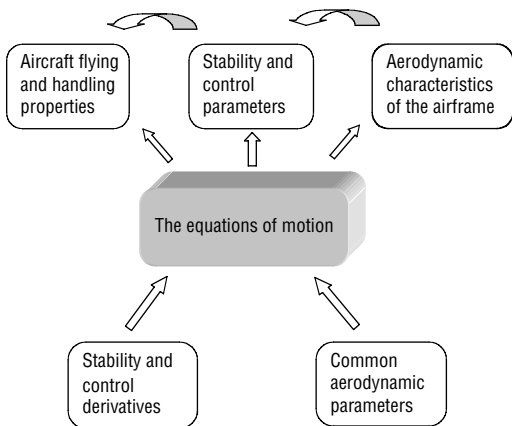 Aircraft flying
and handling
properties
Stability and
control
parameters
Aerodynamic
characteristics
of the airframe
The equations of motion
Stability and
control
derivatives
Common
aerodynamic
parameters